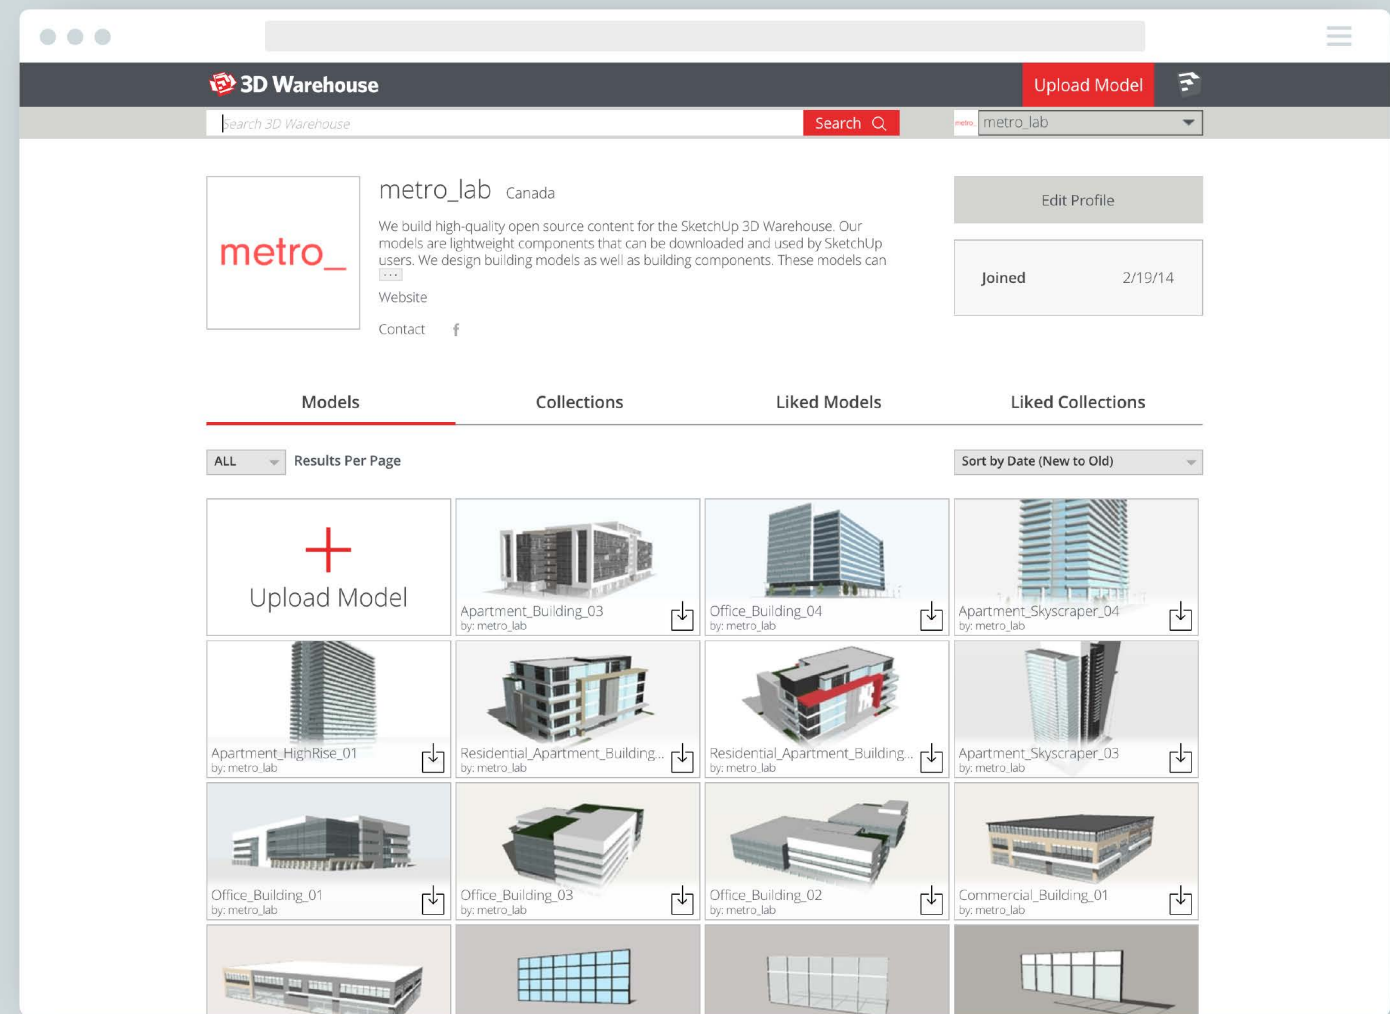 3D Warehouse
Upload Model
Search 3D Warehouse
Search
metro_
metro_lab
metro_
metro_lab Canada
We build high-quality open source content for the SketchUp 3D Warehouse. Our
models are lightweight components that can be downloaded and used by SketchUp
users. We design building models as well as building components. These models can
...
Website
Contact f
Edit Profile
Joined 2/19/14
Models Collections Liked Models Liked Collections
ALL Results Per Page
Sort by Date (New to Old)
Upload Model
Apartment_Building_03
by: metro_lab
Office_Building_04
by: metro_lab
Apartment_Skyscraper_04
by: metro_lab
Apartment_HighRise_01
by: metro_lab
Residential_Apartment_Building...
by: metro_lab
Residential_Apartment_Building...
by: metro_lab
Apartment_Skyscraper_03
by: metro_lab
Office_Building_01
by: metro_lab
Office_Building_03
by: metro_lab
Office_Building_02
by: metro_lab
Commercial_Building_01
by: metro_lab